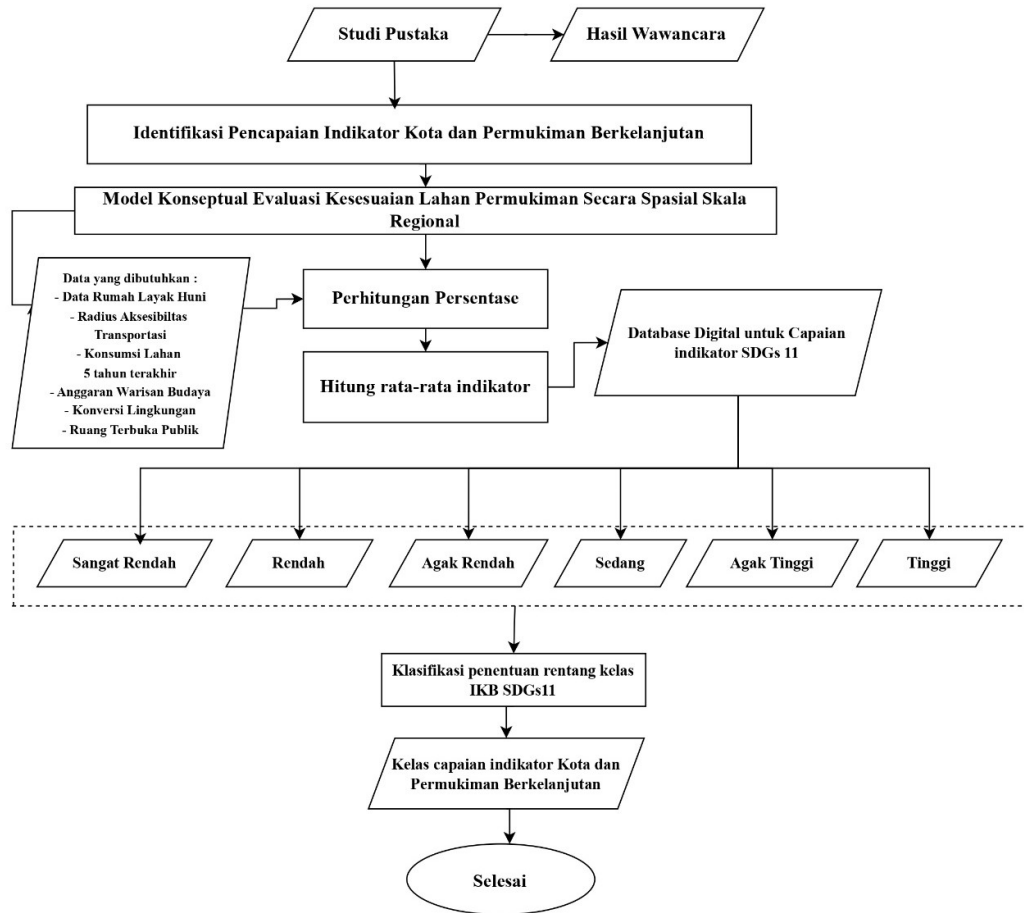 Studi Pustaka
Hasil Wawancara
Identifikasi Pencapaian Indikator Kota dan Permukiman Berkelanjutan
Model Konseptual Evaluasi Kesesuaian Lahan Permukiman Secara Spasial Skala
Regional
Data yang dibutuhkan :
- Data Rumah Layak Huni
- Radius Aksesibiltas
Transportasi
- Konsumsi Lahan
5 tahun terakhir
- Anggaran Warisan Budaya
- Konversi Lingkungan
- Ruang Terbuka Publik
Perhitungan Persentase
Hitung rata-rata indikator
Database Digital untuk Capaian
indikator SDGs 11
Sangat Rendah
Rendah
Agak Rendah
Sedang
Agak Tinggi
Tinggi
Klasifikasi penentuan rentang kelas
IKB SDGs11
Kelas capaian indikator Kota dan
Permukiman Berkelanjutan
Selesai